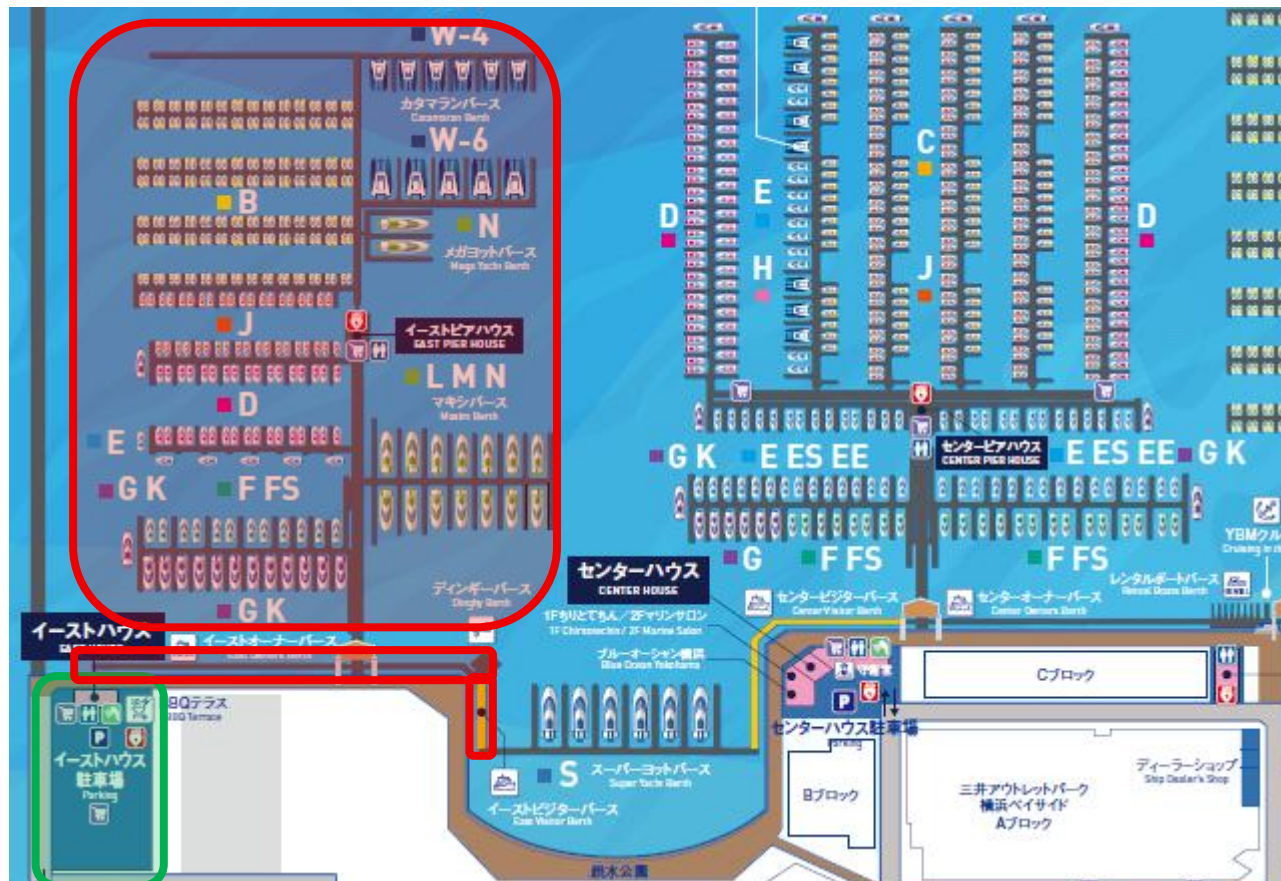 W-4
カタマランバース
Catamaran Berth
W-6
B
N
メガヨットバース
Mega Yacht Berth
J
イーストピアハウス
EAST PIER HOUSE
L M N
マキシバース
Maxim Berth
D
E
G K
F FS
G K
ディンギーバース
Dinghy Berth
イーストハウス
イーストオーナーバース
BBQテラス
BBQ Terrace
P
イーストハウス
駐車場
Parking
D
E
H
C
J
D
G K
E ES EE
センターピアハウス
CENTER PIER HOUSE
E ES EE
G K
G
F FS
F FS
YBMクル
センターハウス
CENTER HOUSE
センタービジターバース
Center Visitor Berth
センターオーナーバース
Center Owners Berth
レンタルボートバース
Rental Boats Berth
1Fちりとてちん/2Fマリンサロン
1F Chiritotechin / 2F Marine Salon
ブルーオーシャン横浜
Blue Ocean Yokohama
P
センターハウス駐車場
Parking
Cブロック
S
スーパーヨットバース
Super Yacht Berth
イーストビジターバース
East Visitor Berth
Bブロック
三井アウトレットパーク
横浜ベイサイド
Aブロック
ディーラーショップ
Ship Dealer's Shop
親水公園